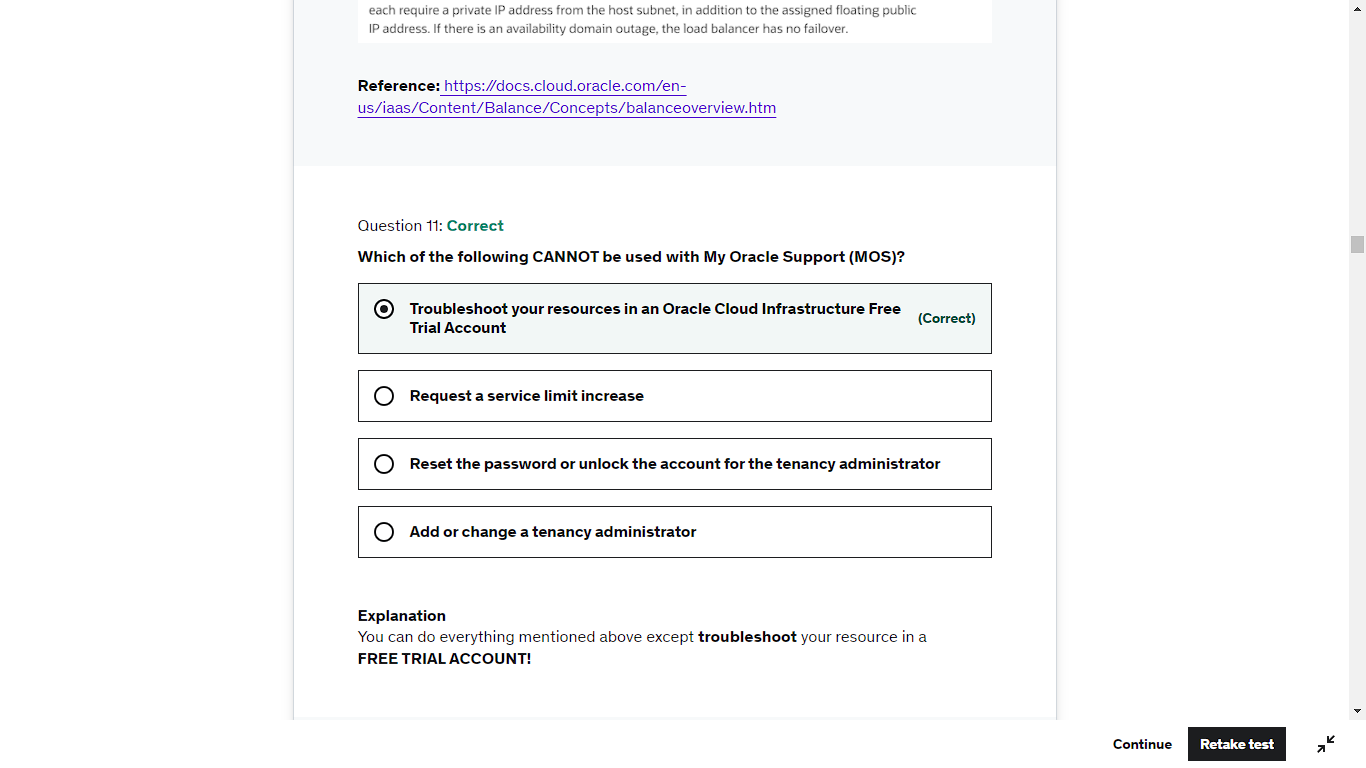 each require a private IP address from the host subnet, in addition to the assigned floating public
IP address. If there is an availability domain outage, the load balancer has no failover.
Reference: https://docs.cloud.oracle.com/en-
us/iaas/Content/Balance/Concepts/balanceoverview.htm
Question 11: Correct
Which of the following CANNOT be used with My Oracle Support (MOS)?
Troubleshoot your resources in an Oracle Cloud Infrastructure Free
Trial Account
(Correct)
Request a service limit increase
Reset the password or unlock the account for the tenancy administrator
Add or change a tenancy administrator
Explanation
You can do everything mentioned above except troubleshoot your resource in a
FREE TRIAL ACCOUNT!
Continue
Retake test